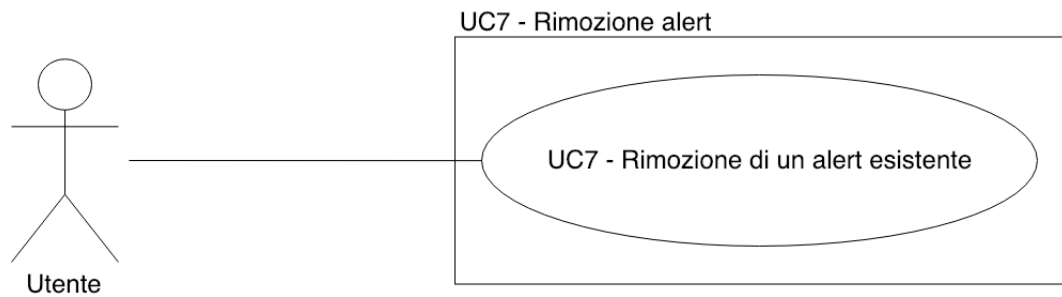 UC7 - Rimozione alert
UC7 - Rimozione di un alert esistente
Utente